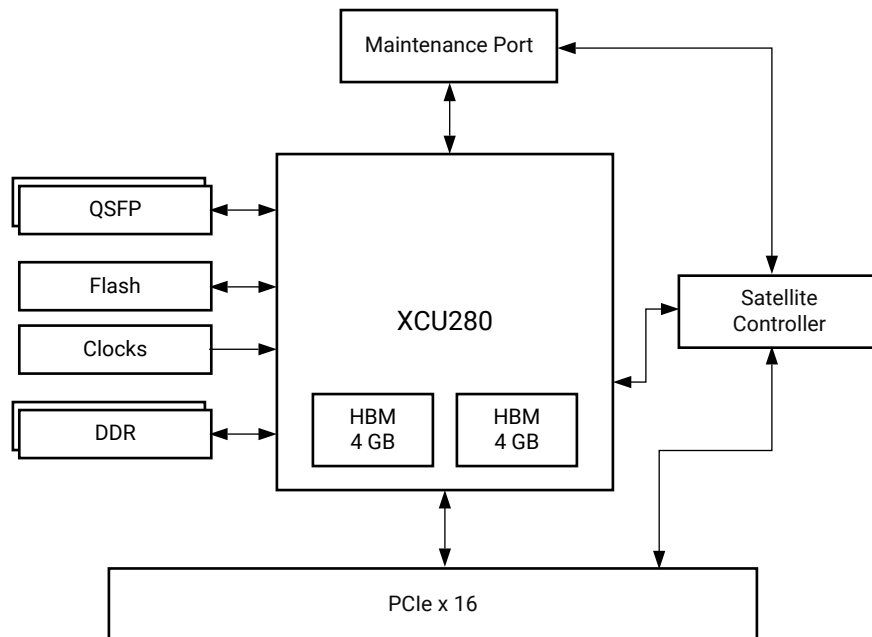 Maintenance Port
QSFP
Flash
Clocks
DDR
XCU280
HBM
4 GB
HBM
4 GB
Satellite
Controller
PCIe x 16